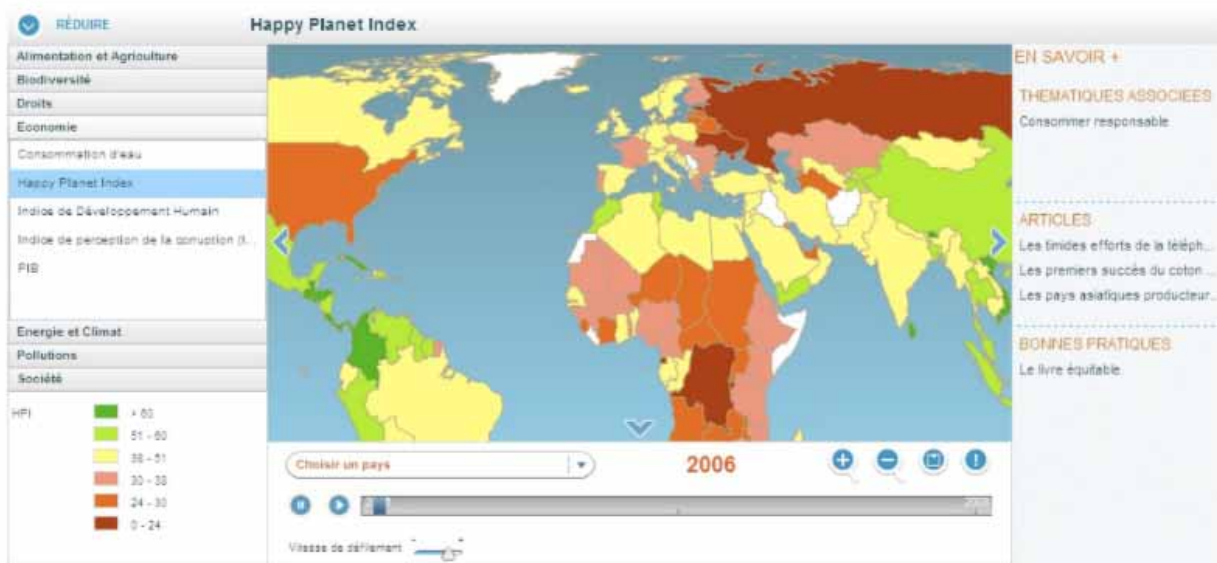 RÉDUIRE
Happy Planet Index
Alimentation et Agriculture
Biodiversité
Droits
Economie
Consommation d'eau
Happy Planet Index
Indice de Développement Humain
Indice de perception de la corruption (I...
PIB
Energie et Climat
Pollutions
Société
HPI
+ 60
51 - 60
38 - 51
30 - 38
24 - 30
0 - 24
Choisir un pays
2006
Vitesse de défilement
- +
EN SAVOIR +
THEMATIQUES ASSOCIEES
Consommer responsable
ARTICLES
Les timides efforts de la téléph...
Les premiers succès du coton ...
Les pays asiatiques producteur...
BONNES PRATIQUES
Le livre équitable